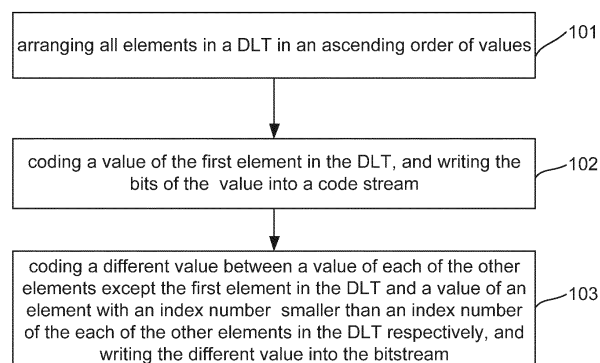 arranging all elements in a DLT in an ascending order of values
101
coding a value of the first element in the DLT, and writing the
bits of the value into a code stream
102
coding a different value between a value of each of the other
elements except the first element in the DLT and a value of an
element with an index number smaller than an index number
of the each of the other elements in the DLT respectively, and
writing the different value into the bitstream
103